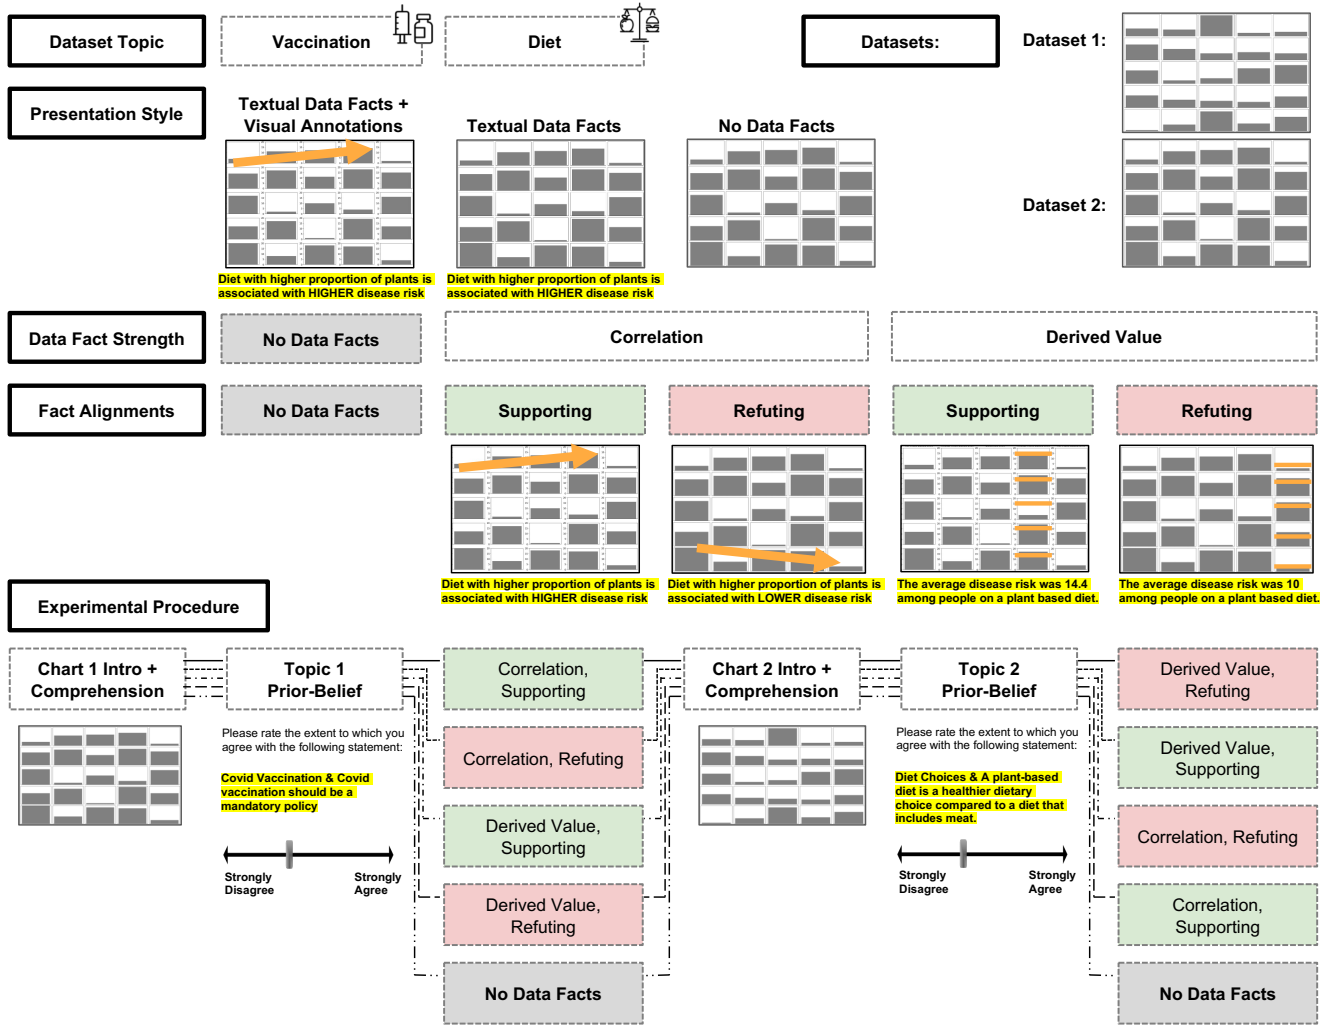 Dataset Topic
Vaccination
Diet
Datasets:
Dataset 1:
Presentation Style
Textual Data Facts +
Visual Annotations
Textual Data Facts
No Data Facts
Dataset 2:
Diet with higher proportion of plants is
associated with HIGHER disease risk
Diet with higher proportion of plants is
associated with HIGHER disease risk
Data Fact Strength
No Data Facts
Correlation
Derived Value
Fact Alignments
No Data Facts
Supporting
Refuting
Supporting
Refuting
Diet with higher proportion of plants is
associated with HIGHER disease risk
Diet with higher proportion of plants is
associated with LOWER disease risk
The average disease risk was 14.4
among people on a plant based diet.
The average disease risk was 10
among people on a plant based diet.
Experimental Procedure
Chart 1 Intro +
Comprehension
Topic 1
Prior-Belief
Correlation,
Supporting
Chart 2 Intro +
Comprehension
Topic 2
Prior-Belief
Derived Value,
Refuting
Please rate the extent to which you
agree with the following statement:
Covid Vaccination & Covid
vaccination should be a
mandatory policy
Strongly
Disagree
Strongly
Agree
Correlation, Refuting
Derived Value,
Supporting
Derived Value,
Refuting
No Data Facts
Please rate the extent to which you
agree with the following statement:
Diet Choices & A plant-based
diet is a healthier dietary
choice compared to a diet that
includes meat.
Strongly
Disagree
Strongly
Agree
Derived Value,
Supporting
Correlation, Refuting
Correlation,
Supporting
No Data Facts